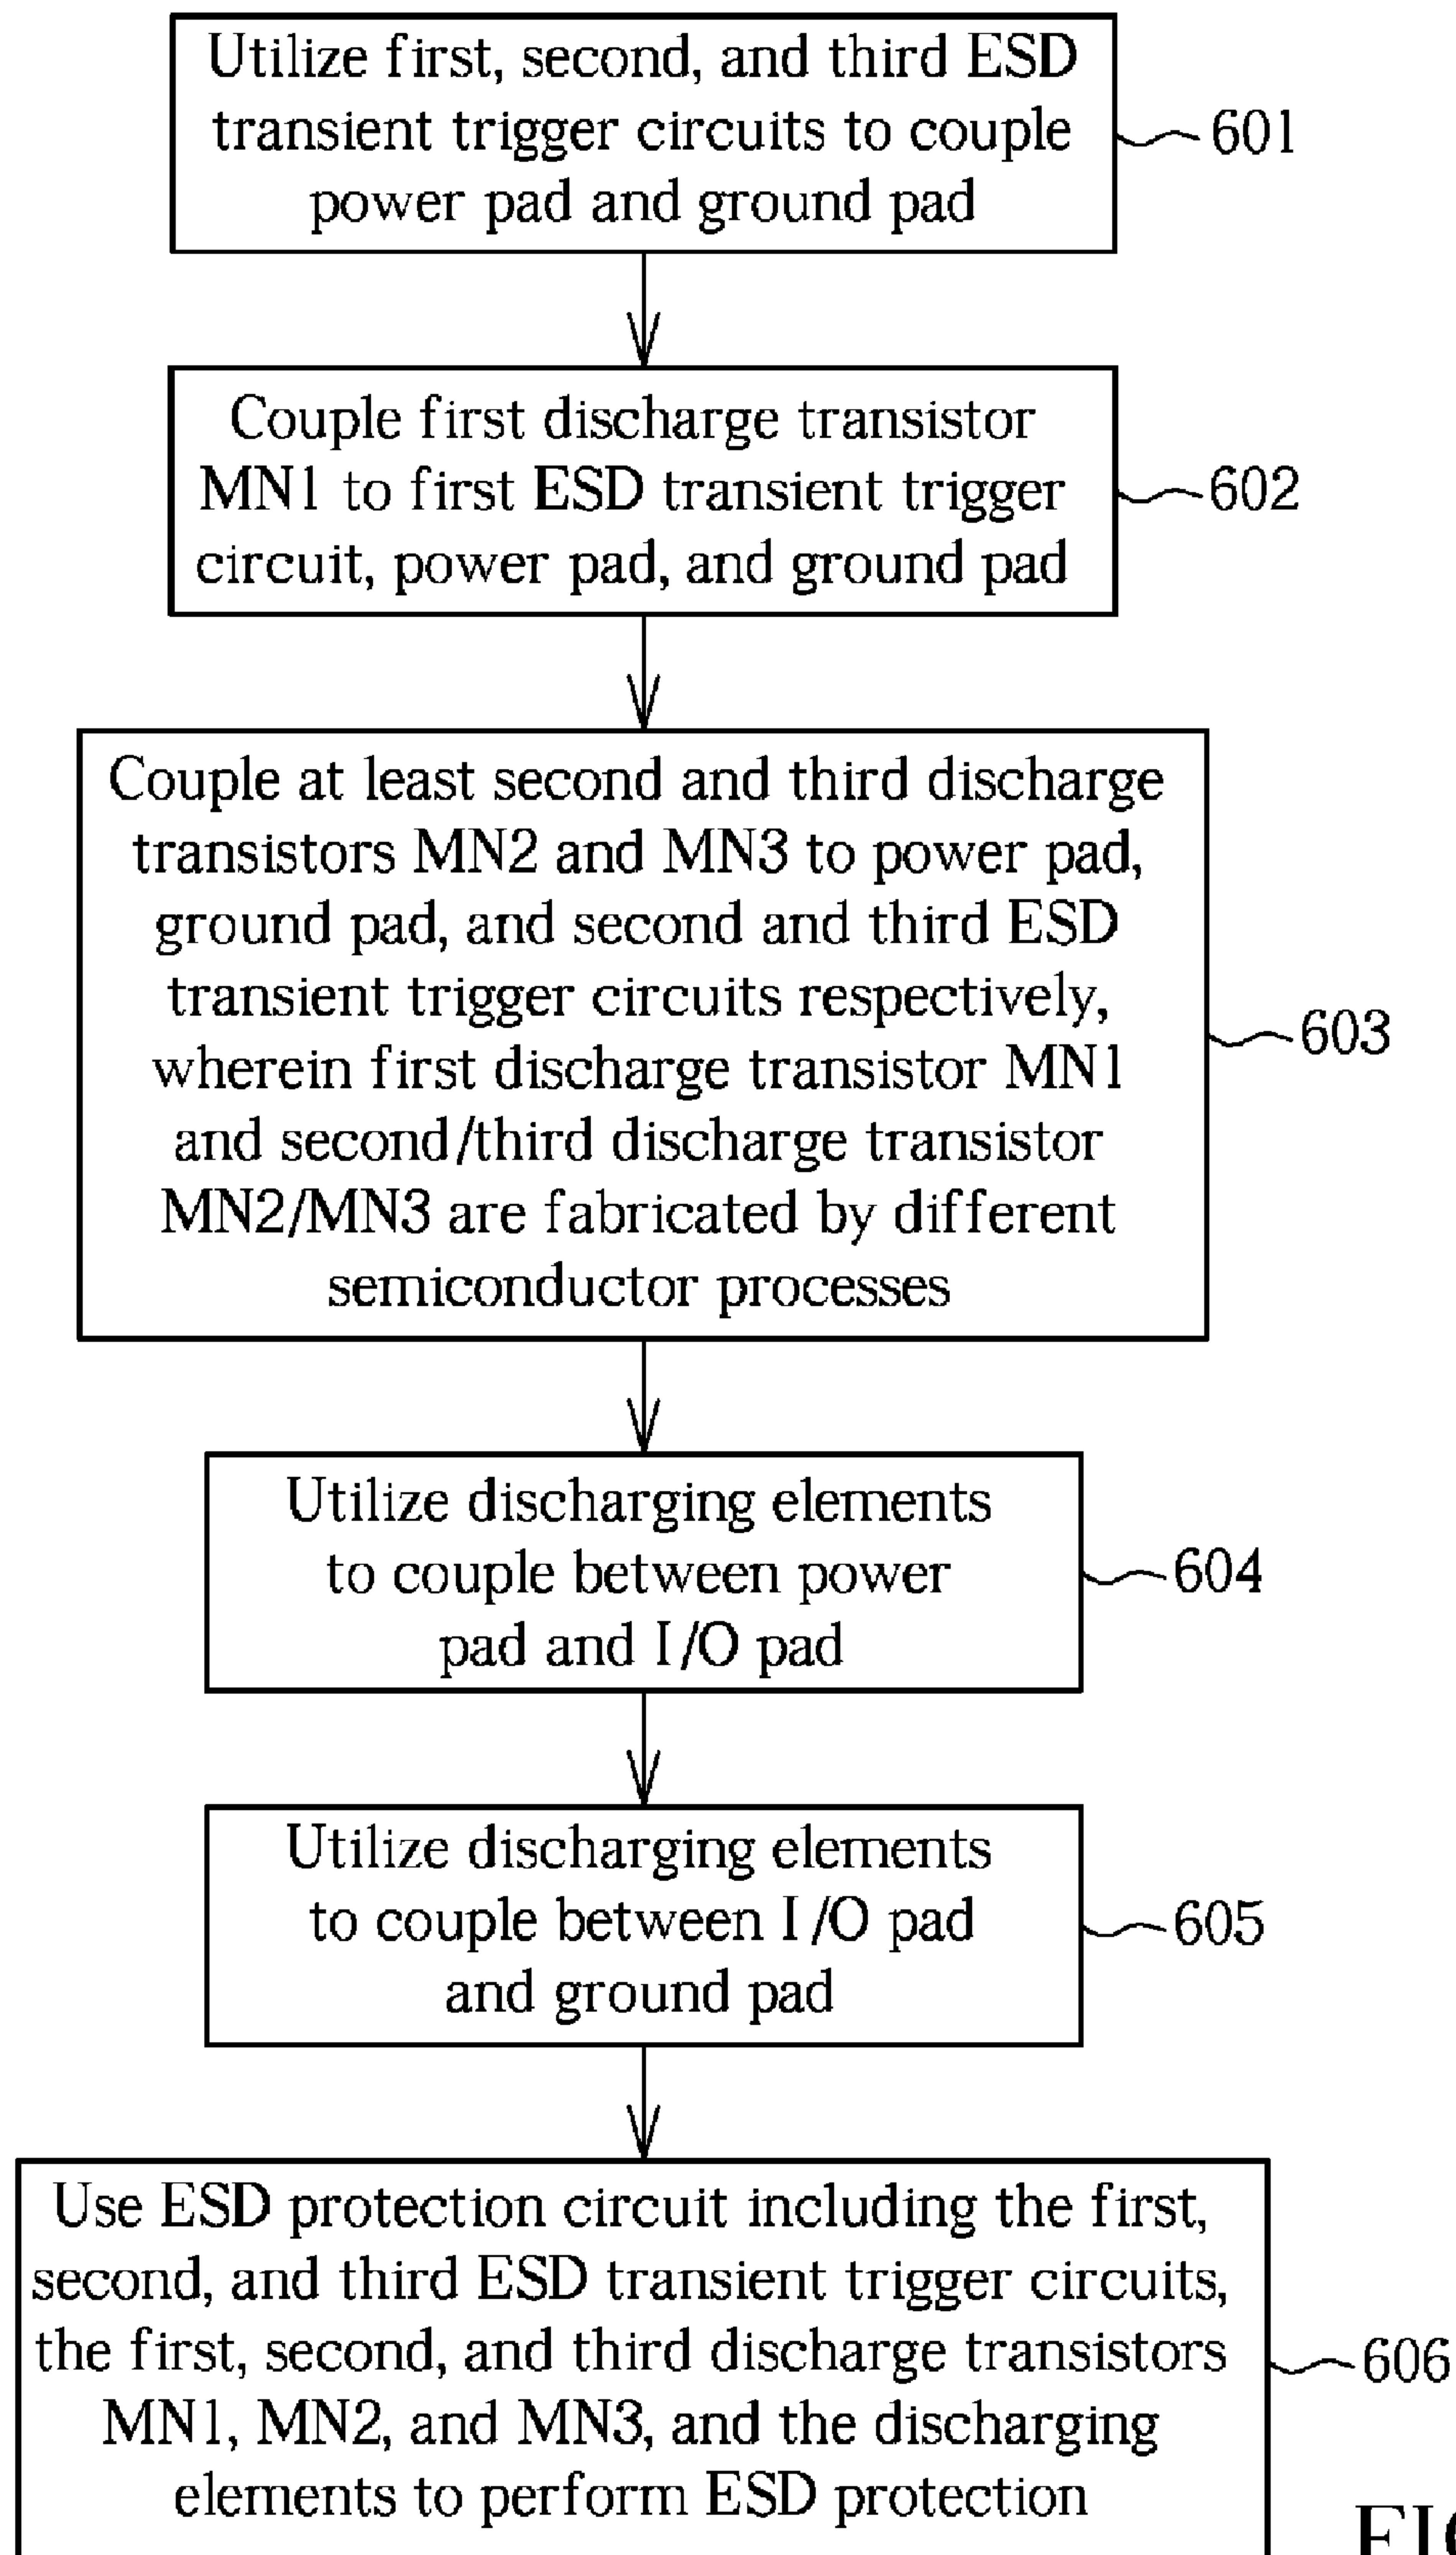 Utilize first, second, and third ESD
transient trigger circuits to couple
power pad and ground pad
601
Couple first discharge transistor
MN1 to first ESD transient trigger
circuit, power pad, and ground pad
602
Couple at least second and third discharge
transistors MN2 and MN3 to power pad,
ground pad, and second and third ESD
transient trigger circuits respectively,
wherein first discharge transistor MN1
and second/third discharge transistor
MN2/MN3 are fabricated by different
semiconductor processes
603
Utilize discharging elements
to couple between power
pad and I/O pad
604
Utilize discharging elements
to couple between I/O pad
and ground pad
605
Use ESD protection circuit including the first,
second, and third ESD transient trigger circuits,
the first, second, and third discharge transistors
MN1, MN2, and MN3, and the discharging
elements to perform ESD protection
606